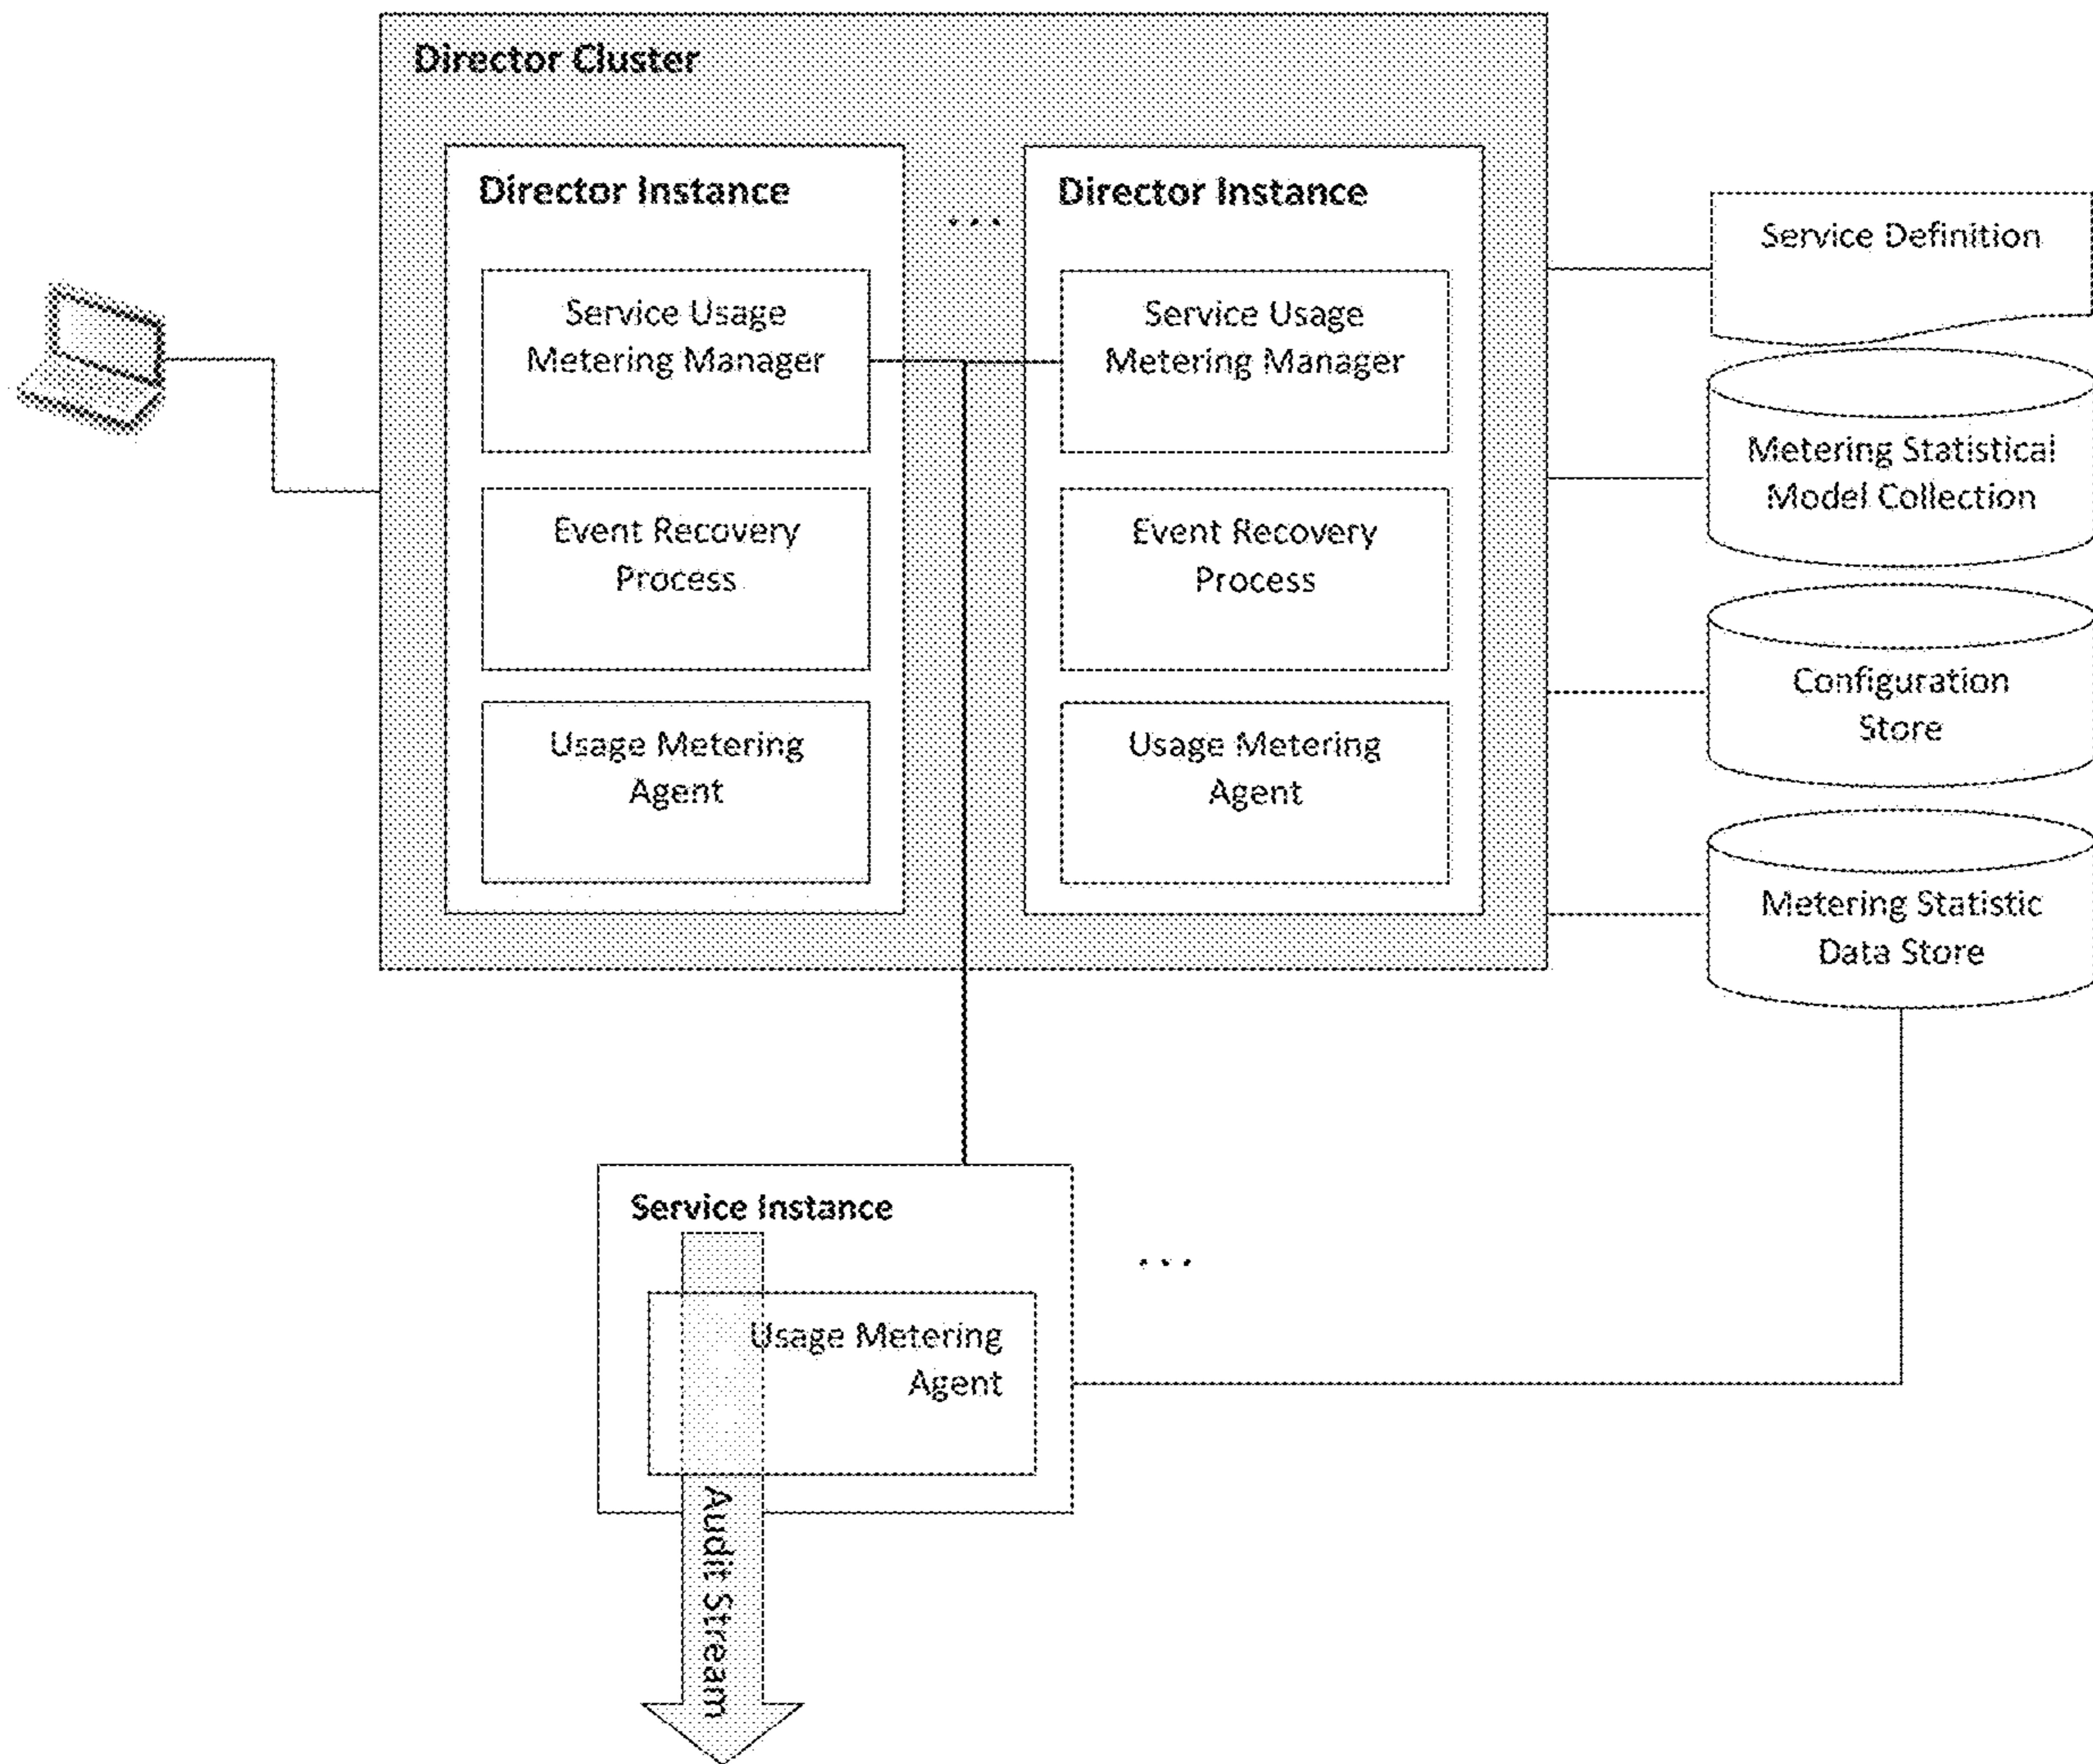 Director Cluster
Director Instance
Service Usage
Metering Manager
Event Recovery
Process
Usage Metering
Agent
...
Director Instance
Service Usage
Metering Manager
Event Recovery
Process
Usage Metering
Agent
Service Definition
Metering Statistical
Model Collection
Configuration
Store
Metering Statistic
Data Store
Service Instance
Usage Metering
Agent
...
Audit Stream